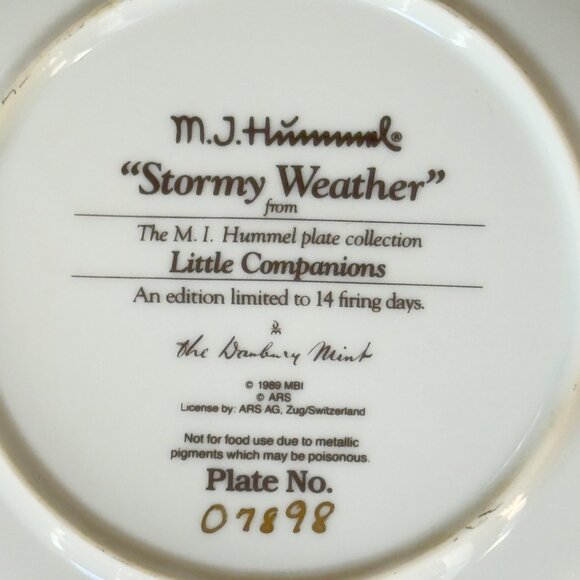 M.J.Hummel®
“Stormy Weather”
from
The M. I. Hummel plate collection
Little Companions
An edition limited to 14 firing days.
The Danbury Mint
© 1989 MBI
© ARS
License by: ARS AG, Zug/Switzerland
Not for food use due to metallic
pigments which may be poisonous.
Plate No.
07898